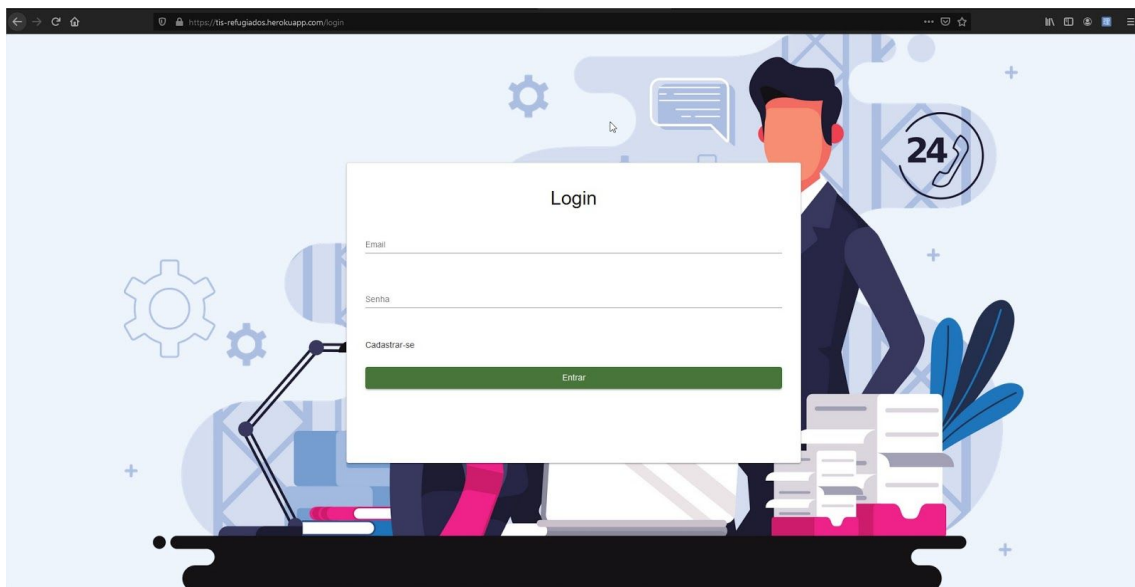 https://tis-refugiados.herokuapp.com/login
24
Login
Email
Senha
Cadastrar-se
Entrar